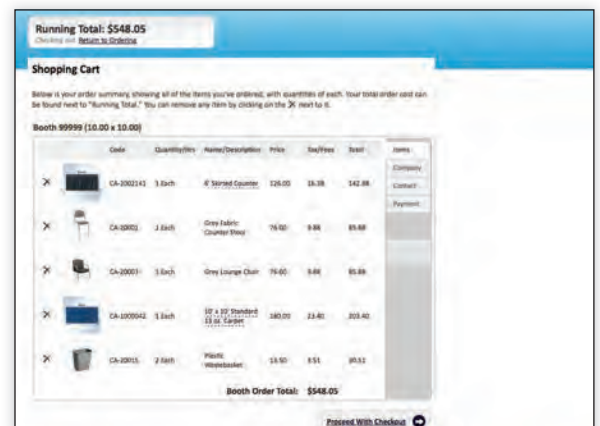 Running Total: $548.05
Checking out Return to Ordering
Shopping Cart
Below is your order summary, showing all of the items you've ordered, with quantities of each. Your total order cost can
be found next to "Running Total." You can remove any item by clicking on the X next to it.
Booth 99999 (10.00 x 10.00)
Code Quantity/Hrs Name/Description Price Tax/Fees Total Items
Company
Contact
Payment
X CA-1002141 1 Each 6' Skirted Counter 126.00 16.38 142.38
X 1 Each Grey Fabric
Counter Stool 76.00 9.88 85.88
X 1 Each Grey Lounge Chair 76.00 9.88 85.88
X CA-1005042 1 Each 10' x 10' Standard
13 oz. Carpet 180.00 23.40 203.40
X CA-20015 2 Each Plastic
Wastebasket 13.50 3.51 30.51
Booth Order Total: $548.05
Proceed With Checkout